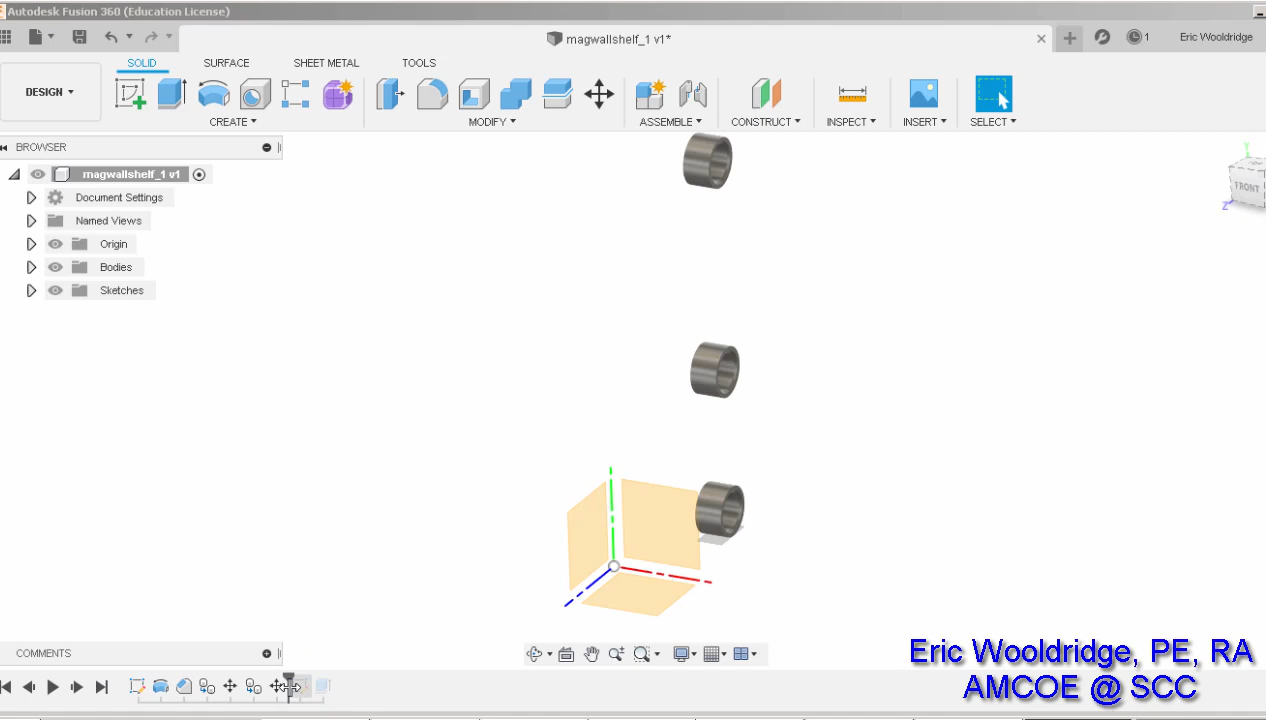 Autodesk Fusion 360 (Education License)
magwallshelf_1 v1*
1
Eric Wooldridge
DESIGN
SOLID
SURFACE
SHEET METAL
TOOLS
CREATE
MODIFY
ASSEMBLE
CONSTRUCT
INSPECT
INSERT
SELECT
BROWSER
magwallshelf_1 v1
Document Settings
Named Views
Origin
Bodies
Sketches
Y
FRONT
Z
COMMENTS
Eric Wooldridge, PE, RA
AMCOE @ SCC